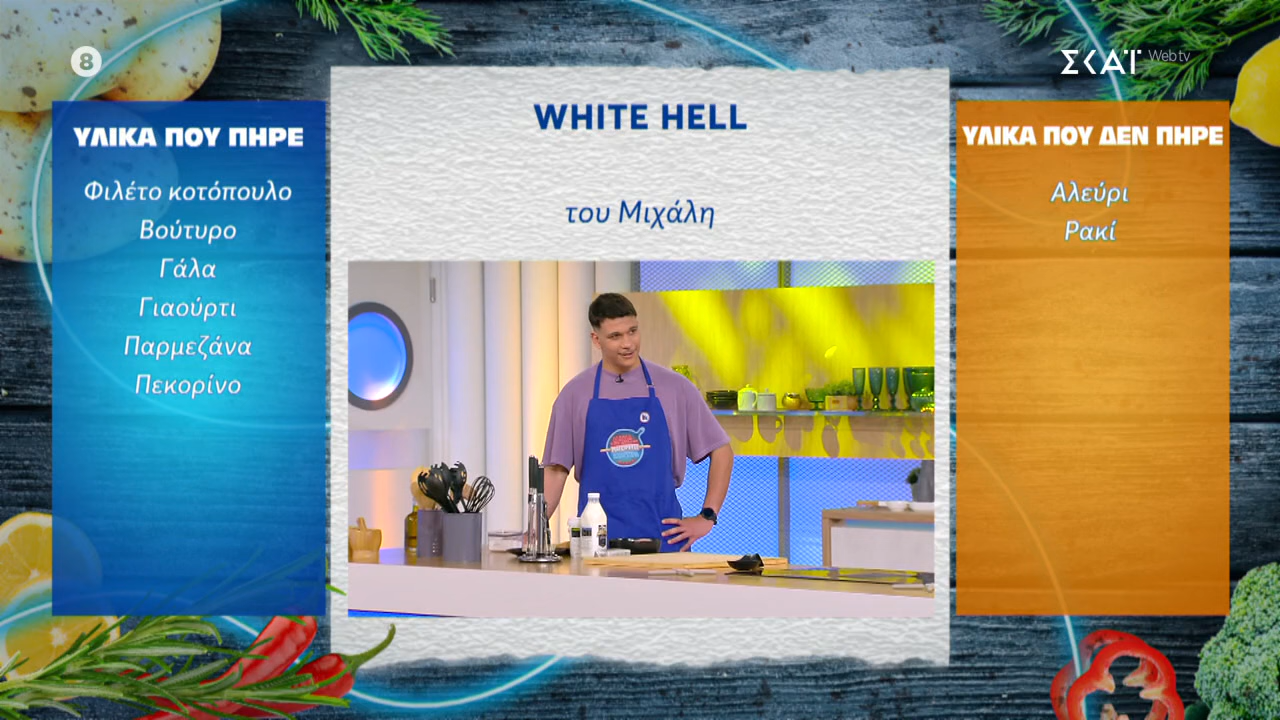 8
ΣΚΑΪ Webtv
WHITE HELL
του Μιχάλη
ΥΛΙΚΑ ΠΟΥ ΠΗΡΕ
Φιλέτο κοτόπουλο
Βούτυρο
Γάλα
Γιαούρτι
Παρμεζάνα
Πεκορίνο
ΥΛΙΚΑ ΠΟΥ ΔΕΝ ΠΗΡΕ
Αλεύρι
Ρακί